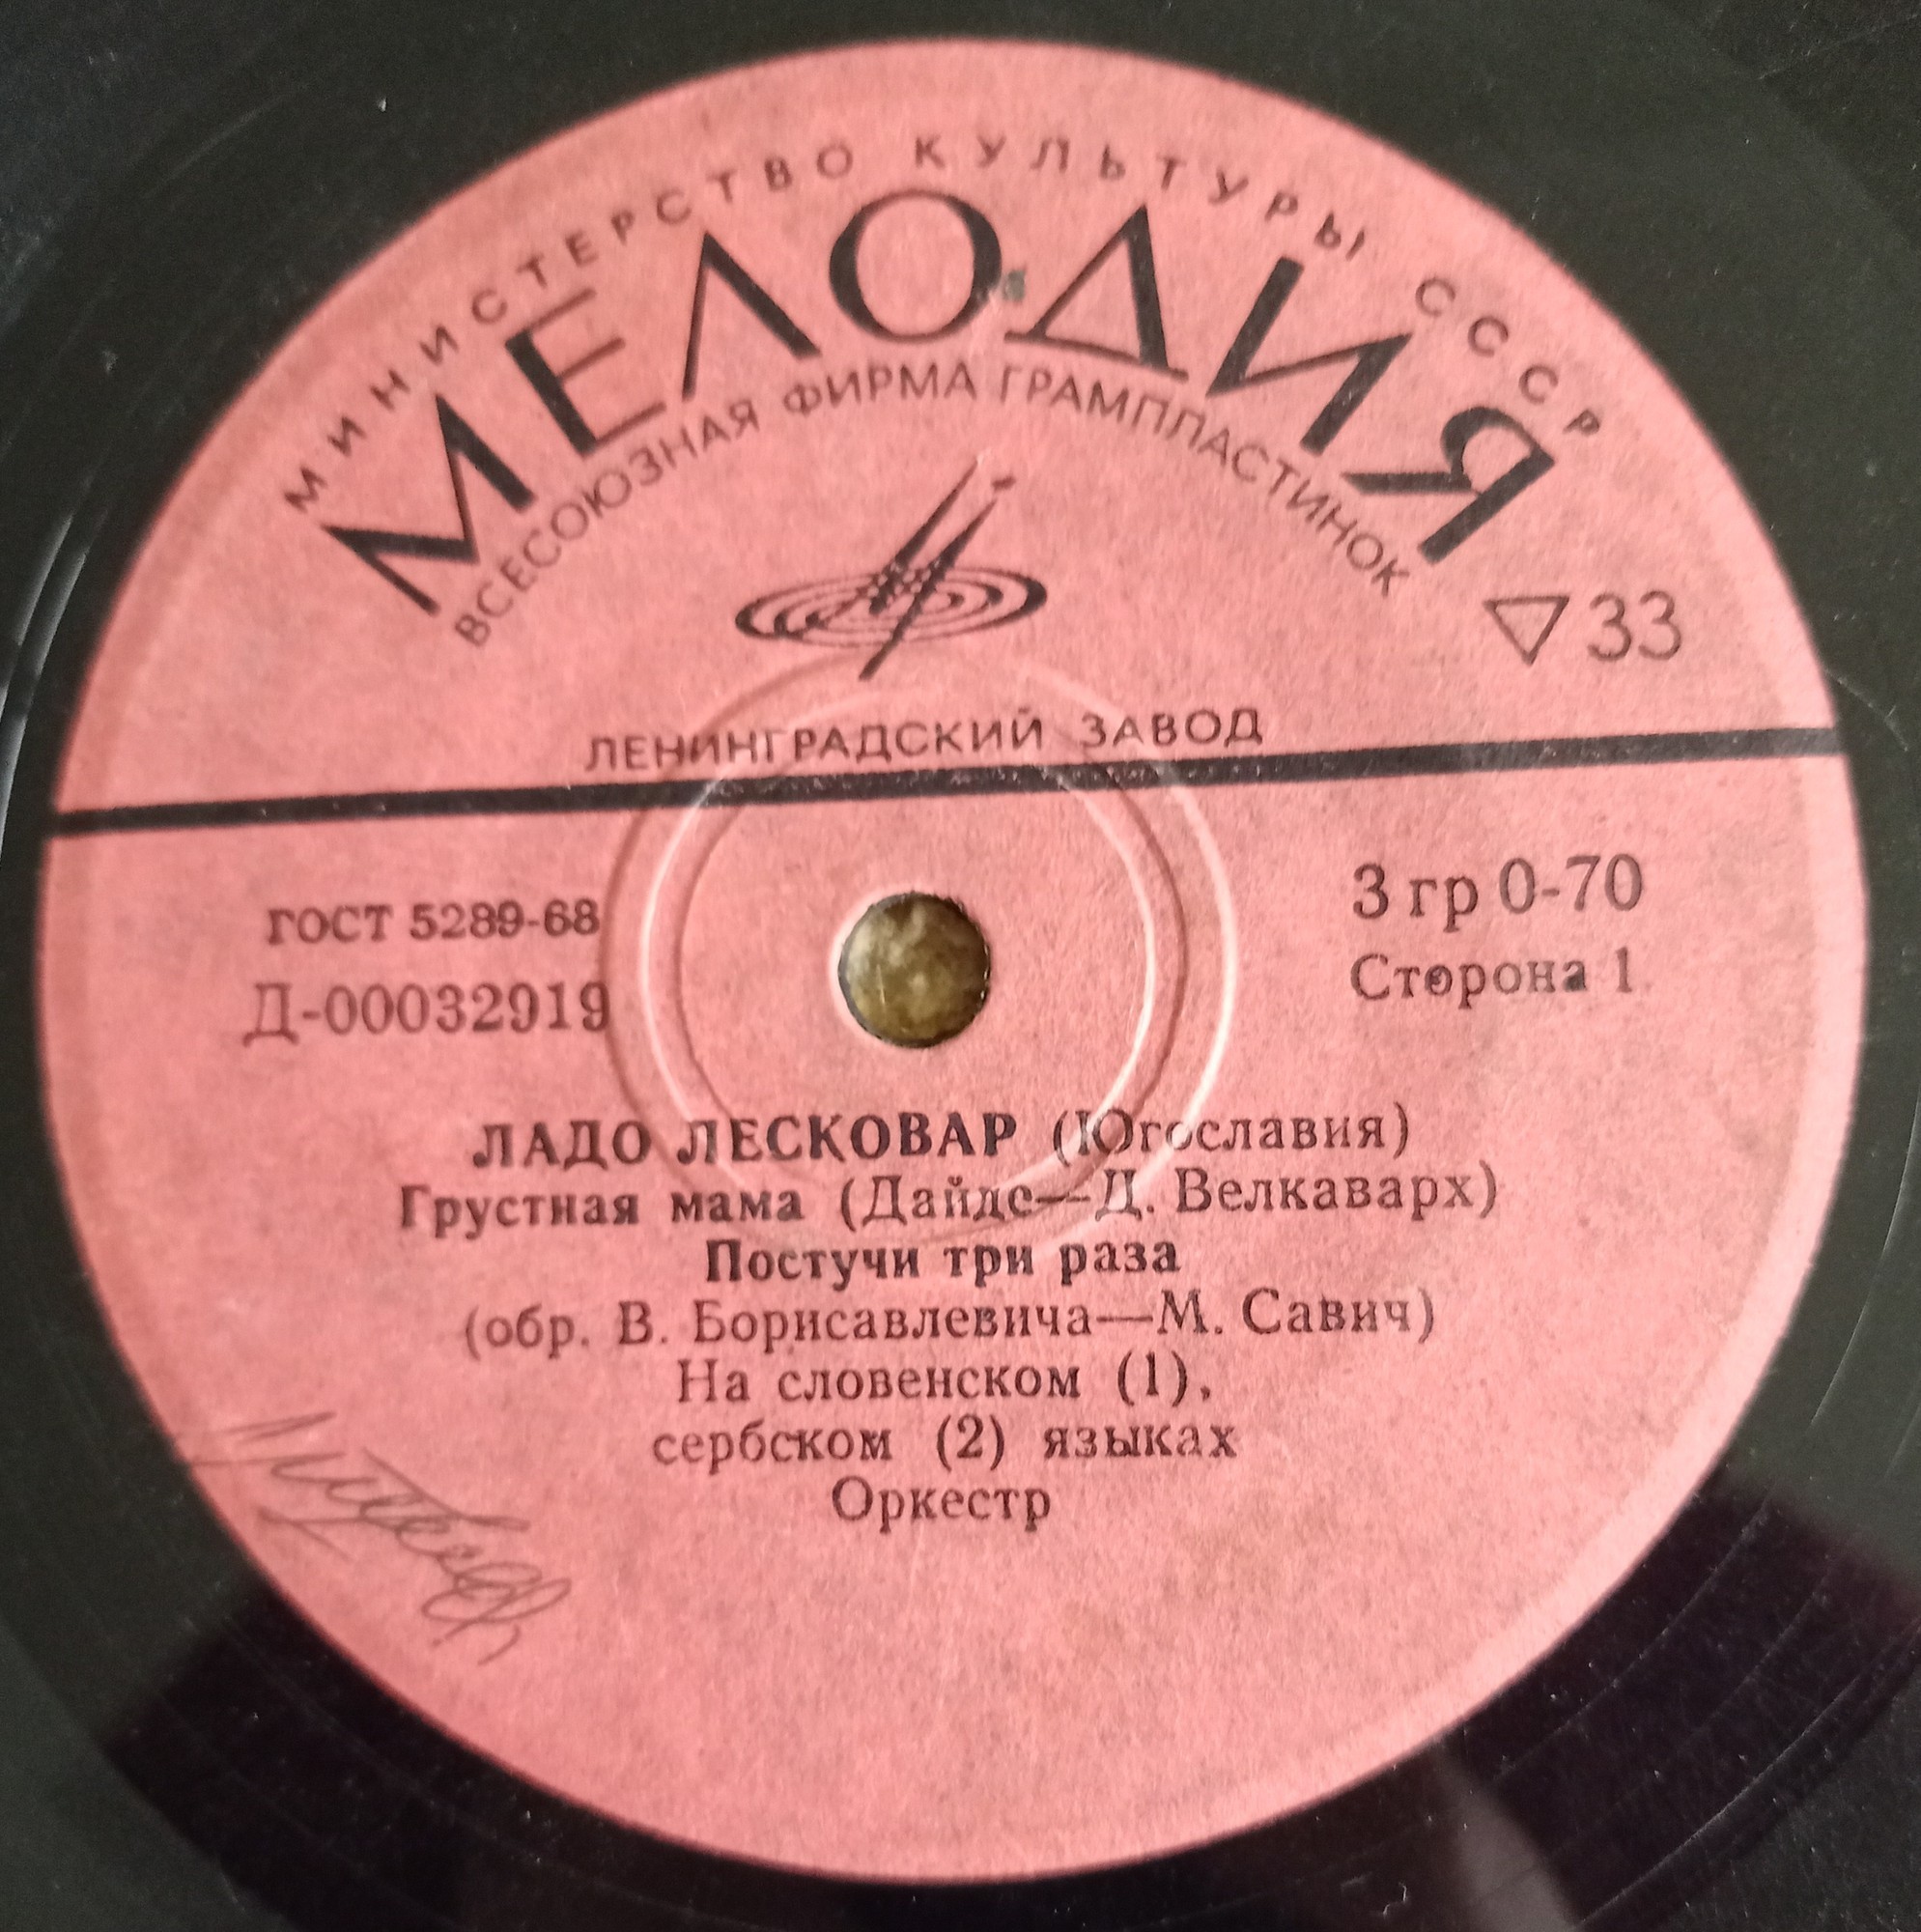 МИНИСТЕРСТВО КУЛЬТУРЫ СССР
МЕЛОДИЯ
ВСЕСОЮЗНАЯ ФИРМА ГРАМПЛАСТИНОК
33
ЛЕНИНГРАДСКИЙ ЗАВОД
ГОСТ 5289-68
Д-00032919
3 гр 0-70
Сторона 1
ЛАДО ЛЕСКОВАР (Югославия)
Грустная мама (Дайде—Д. Велкаварх)
Постучи три раза
(обр. В. Борисавлевича—М. Савич)
На словенском (1),
сербском (2) языках
Оркестр